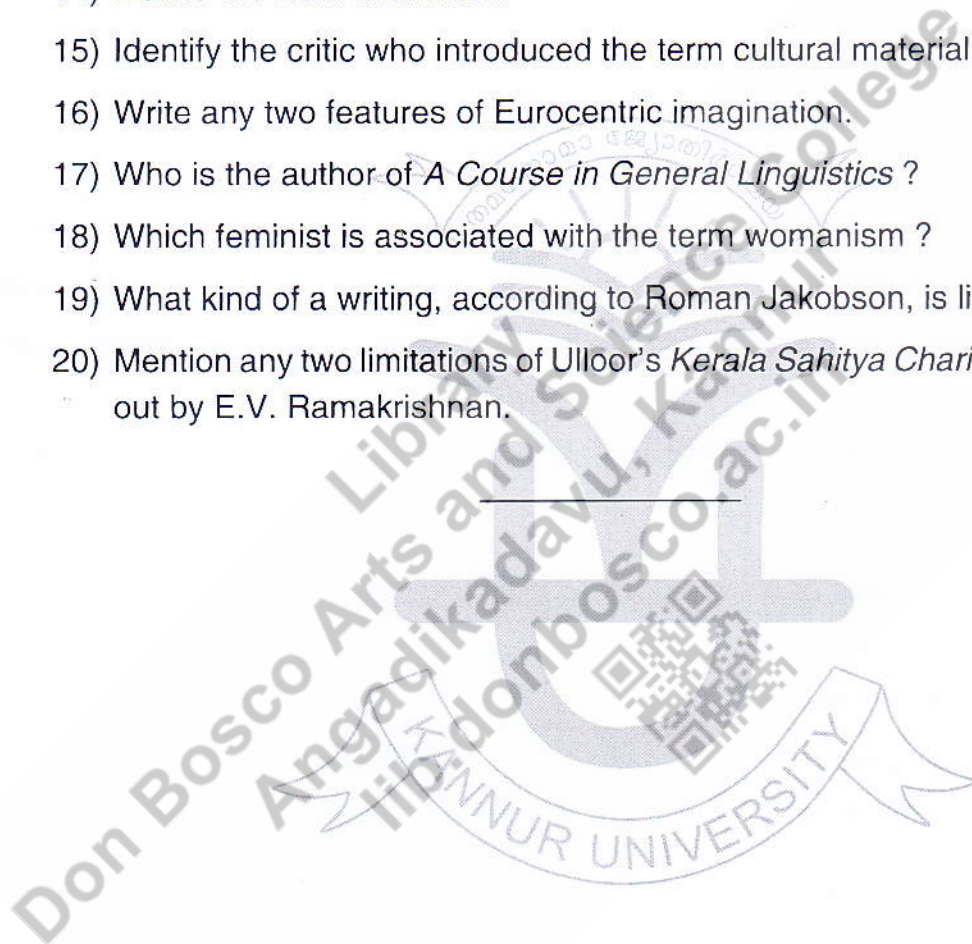 15) Identify the critic who introduced the term cultural material
16) Write any two features of Eurocentric imagination.
17) Who is the author of A Course in General Linguistics ?
18) Which feminist is associated with the term womanism ?
19) What kind of a writing, according to Roman Jakobson, is li
20) Mention any two limitations of Ulloor's Kerala Sahitya Chari
out by E.V. Ramakrishnan.
Library
Don Bosco Arts and Science College
Angadikadavu, Kannur
lib.donbosco.ac.in
KANNUR UNIVERSITY